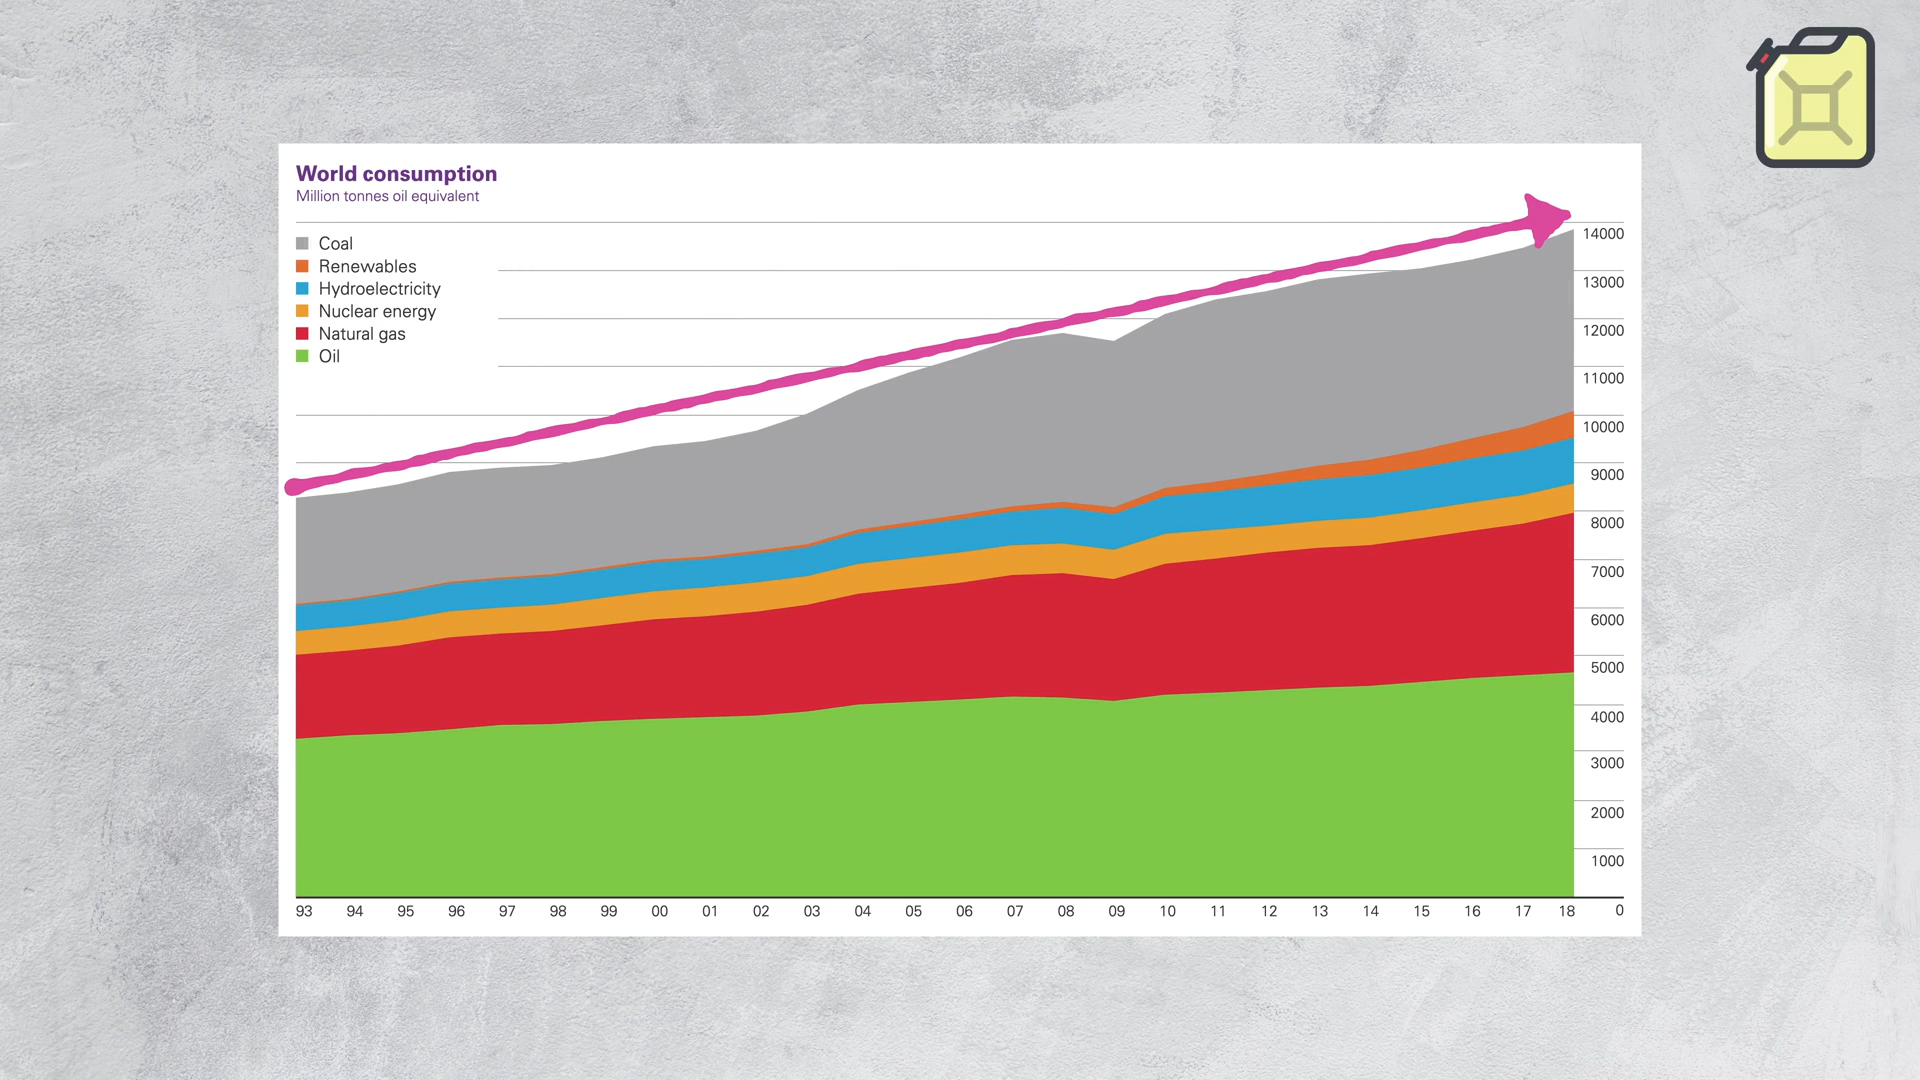 World consumption
Million tonnes oil equivalent
Coal
Renewables
Hydroelectricity
Nuclear energy
Natural gas
Oil
14000
13000
12000
11000
10000
9000
8000
7000
6000
5000
4000
3000
2000
1000
0
93 94 95 96 97 98 99 00 01 02 03 04 05 06 07 08 09 10 11 12 13 14 15 16 17 18